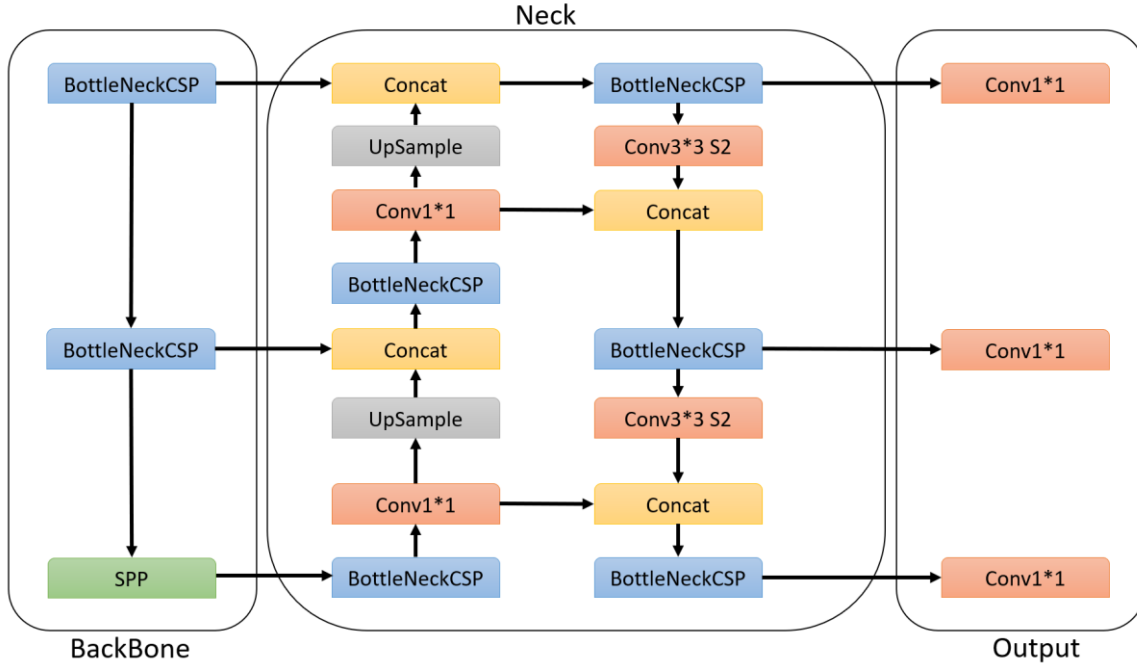 Neck
BottleNeckCSP
Concat
BottleNeckCSP
Conv1*1
UpSample
Conv3*3 S2
Conv1*1
Concat
BottleNeckCSP
BottleNeckCSP
Concat
BottleNeckCSP
Conv1*1
UpSample
Conv3*3 S2
Conv1*1
Concat
SPP
BottleNeckCSP
BottleNeckCSP
Conv1*1
BackBone
Output